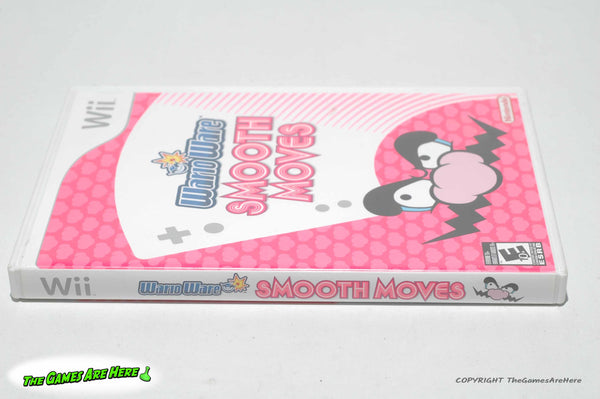 Wii
Nintendo
WarioWare
SMOOTH
MOVES
E
ESRB
Wii
WarioWare
SMOOTH MOVES
THE GAMES ARE HERE
COPYRIGHT TheGamesAreHere